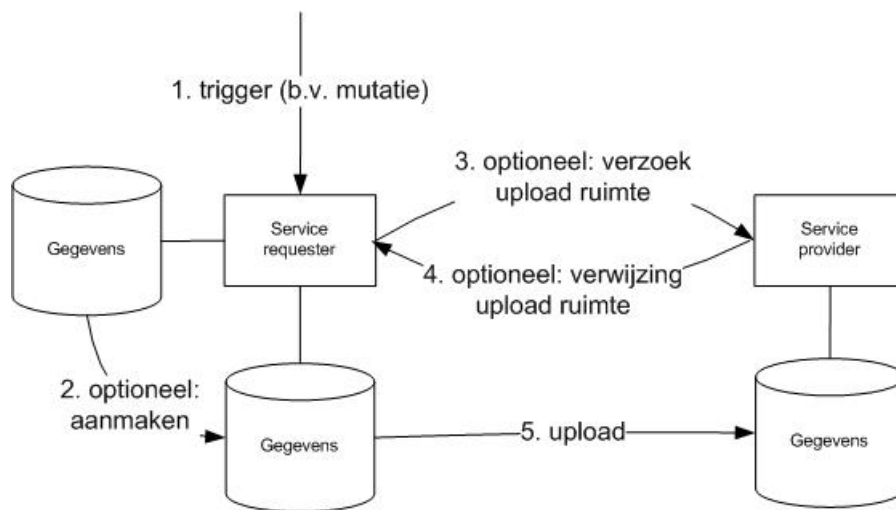 1. trigger (b.v. mutatie)
3. optioneel: verzoek
upload ruimte
Gegevens
Service
requester
Service
provider
4. optioneel: verwijzing
upload ruimte
2. optioneel:
aanmaken
Gegevens
5. upload
Gegevens